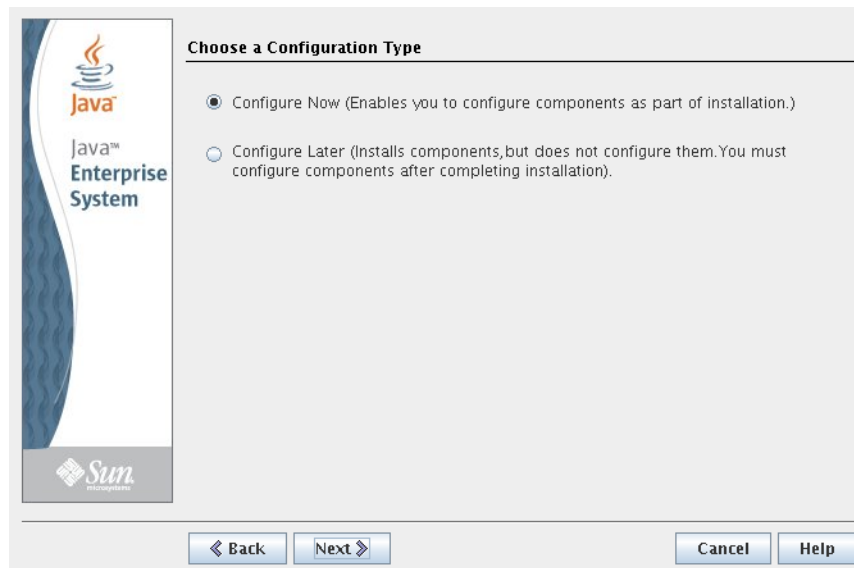 Java™
Java™
Enterprise
System
Sun
microsystems
Choose a Configuration Type
Configure Now (Enables you to configure components as part of installation.)
Configure Later (Installs components,but does not configure them.You must
configure components after completing installation).
Back
Next
Cancel
Help